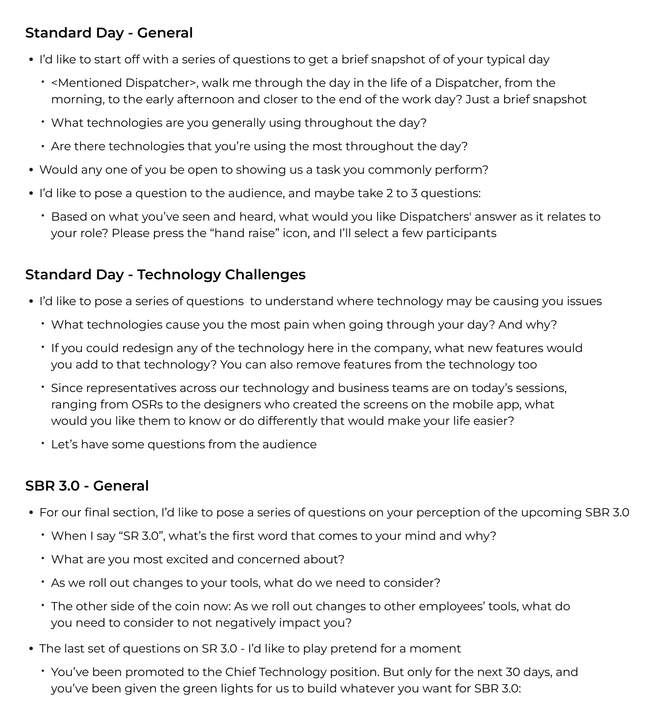 Standard Day - General
• I’d like to start off with a series of questions to get a brief snapshot of of your typical day
• <Mentioned Dispatcher>, walk me through the day in the life of a Dispatcher, from the
morning, to the early afternoon and closer to the end of the work day? Just a brief snapshot
• What technologies are you generally using throughout the day?
• Are there technologies that you’re using the most throughout the day?
• Would any one of you be open to showing us a task you commonly perform?
• I’d like to pose a question to the audience, and maybe take 2 to 3 questions:
• Based on what you’ve seen and heard, what would you like Dispatchers' answer as it relates to
your role? Please press the “hand raise” icon, and I’ll select a few participants
Standard Day - Technology Challenges
• I’d like to pose a series of questions  to understand where technology may be causing you issues
• What technologies cause you the most pain when going through your day? And why?
• If you could redesign any of the technology here in the company, what new features would
you add to that technology? You can also remove features from the technology too
• Since representatives across our technology and business teams are on today’s sessions,
ranging from OSRs to the designers who created the screens on the mobile app, what
would you like them to know or do differently that would make your life easier?
• Let’s have some questions from the audience
SBR 3.0 - General
• For our final section, I’d like to pose a series of questions on your perception of the upcoming SBR 3.0
• When I say “SR 3.0”, what’s the first word that comes to your mind and why?
• What are you most excited and concerned about?
• As we roll out changes to your tools, what do we need to consider?
• The other side of the coin now: As we roll out changes to other employees’ tools, what do
you need to consider to not negatively impact you?
• The last set of questions on SR 3.0 - I’d like to play pretend for a moment
• You’ve been promoted to the Chief Technology position. But only for the next 30 days, and
you’ve been given the green lights for us to build whatever you want for SBR 3.0: